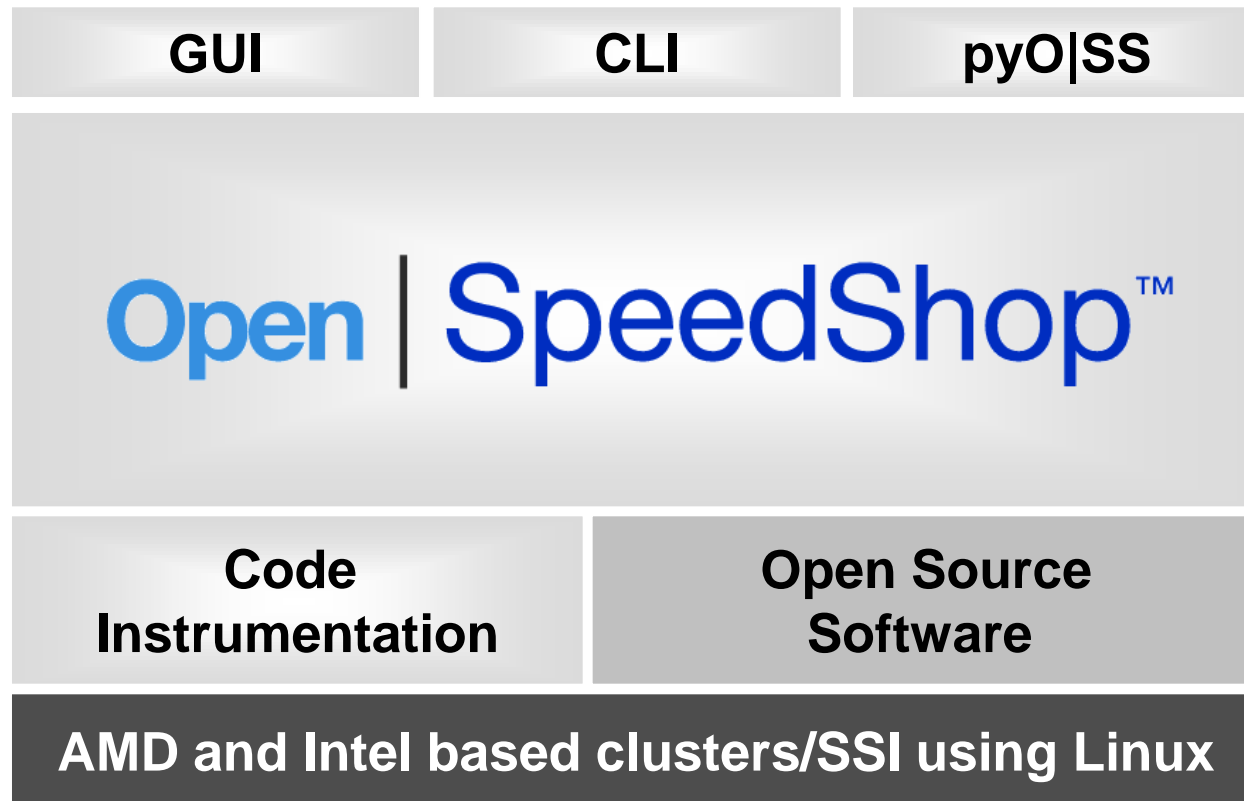 GUI CLI pyO|SS
Open | SpeedShop™
Code Instrumentation
Open Source Software
AMD and Intel based clusters/SSI using Linux